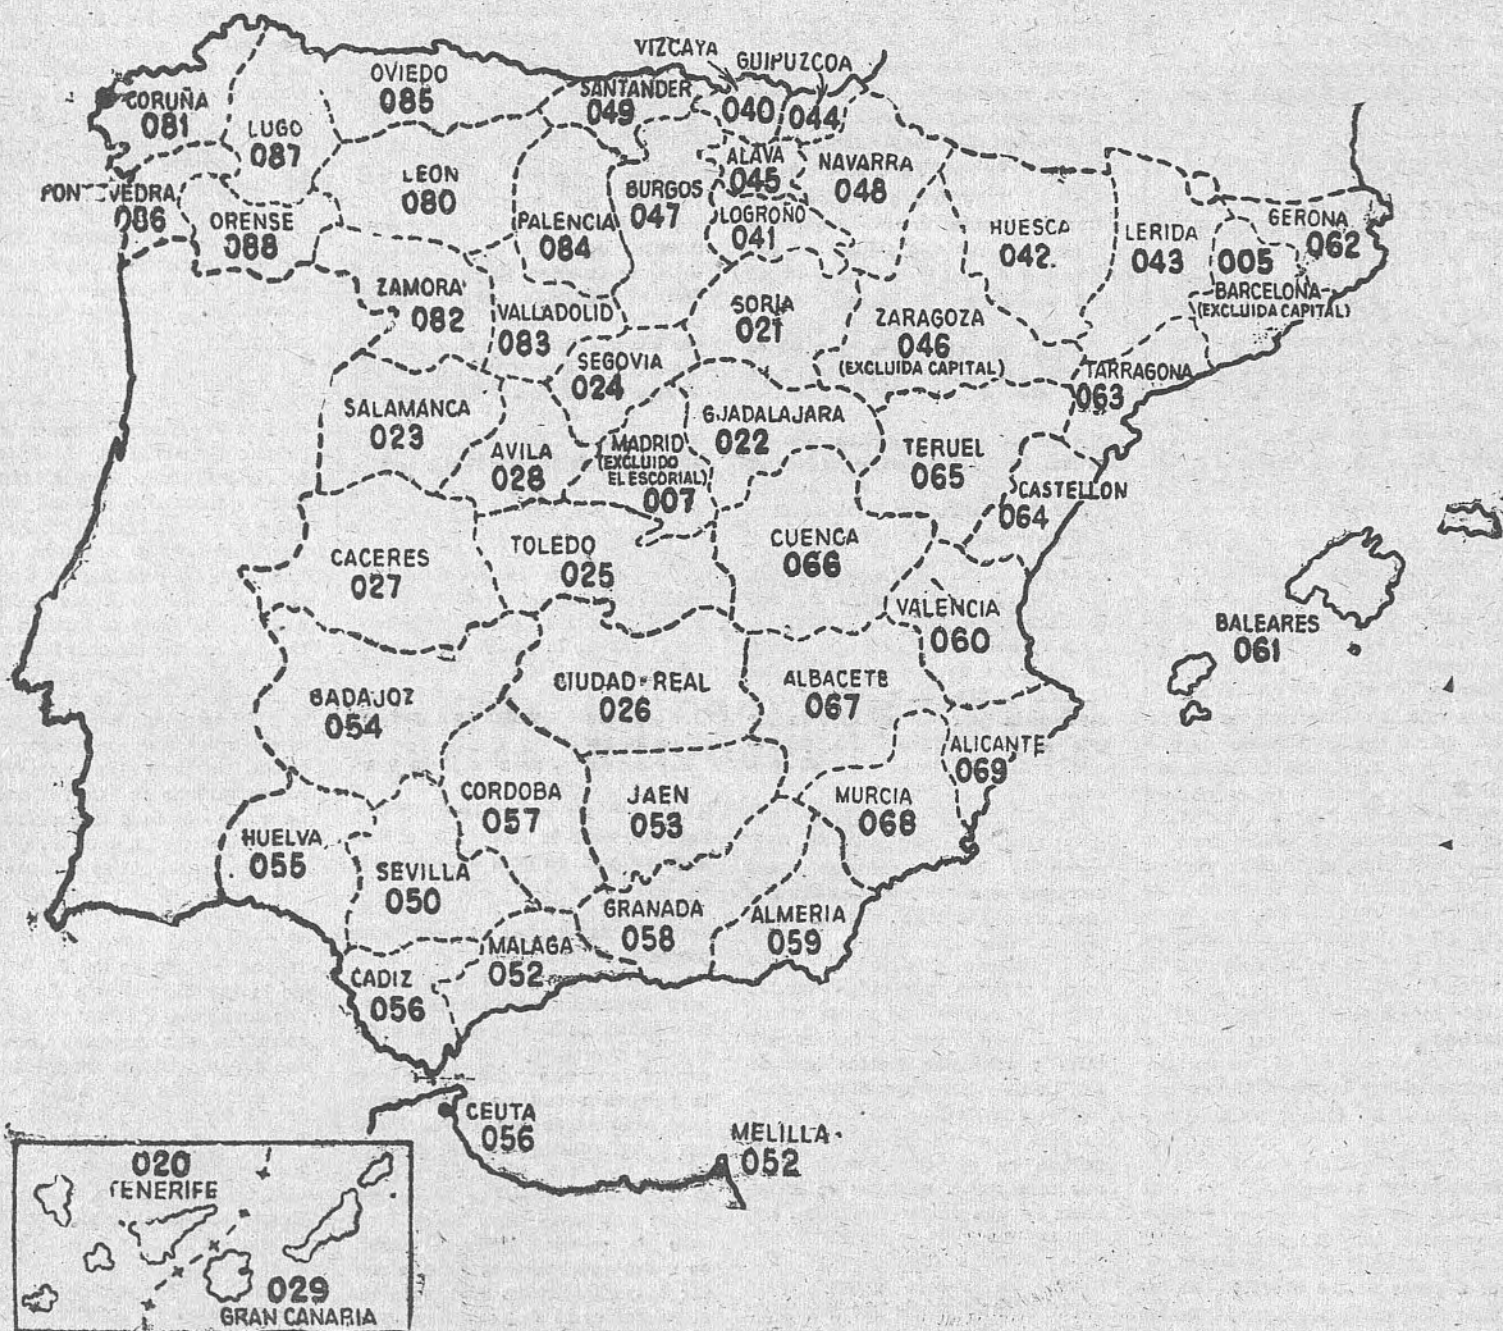 VIZCAYA
040
GUIPUZCOA
044
OVIEDO
085
SANTANDER
049
CORUÑA
081
LUGO
087
LEON
080
PALENCIA
084
BURGOS
047
ALAVA
045
NAVARRA
048
LOGROÑO
041
PONTEVEDRA
086
ORENSE
088
HUESCA
042
LERIDA
043
GERONA
062
005
BARCELONA
(EXCLUIDA CAPITAL)
ZAMORA
082
VALLADOLID
083
SORIA
021
ZARAGOZA
046
(EXCLUIDA CAPITAL)
SEGOVIA
024
TARRAGONA
063
SALAMANCA
023
AVILA
028
MADRID
(EXCLUIDO
EL ESCORIAL)
007
GUADALAJARA
022
TERUEL
065
CASTELLON
064
CACERES
027
TOLEDO
025
CUENCA
066
VALENCIA
060
BALEARES
061
BADAJOZ
054
CIUDAD-REAL
026
ALBACETE
067
ALICANTE
069
CORDOBA
057
JAEN
053
MURCIA
068
HUELVA
055
SEVILLA
050
GRANADA
058
ALMERIA
059
MALAGA
052
CADIZ
056
CEUTA
056
MELILLA
052
020
TENERIFE
029
GRAN CANARIA